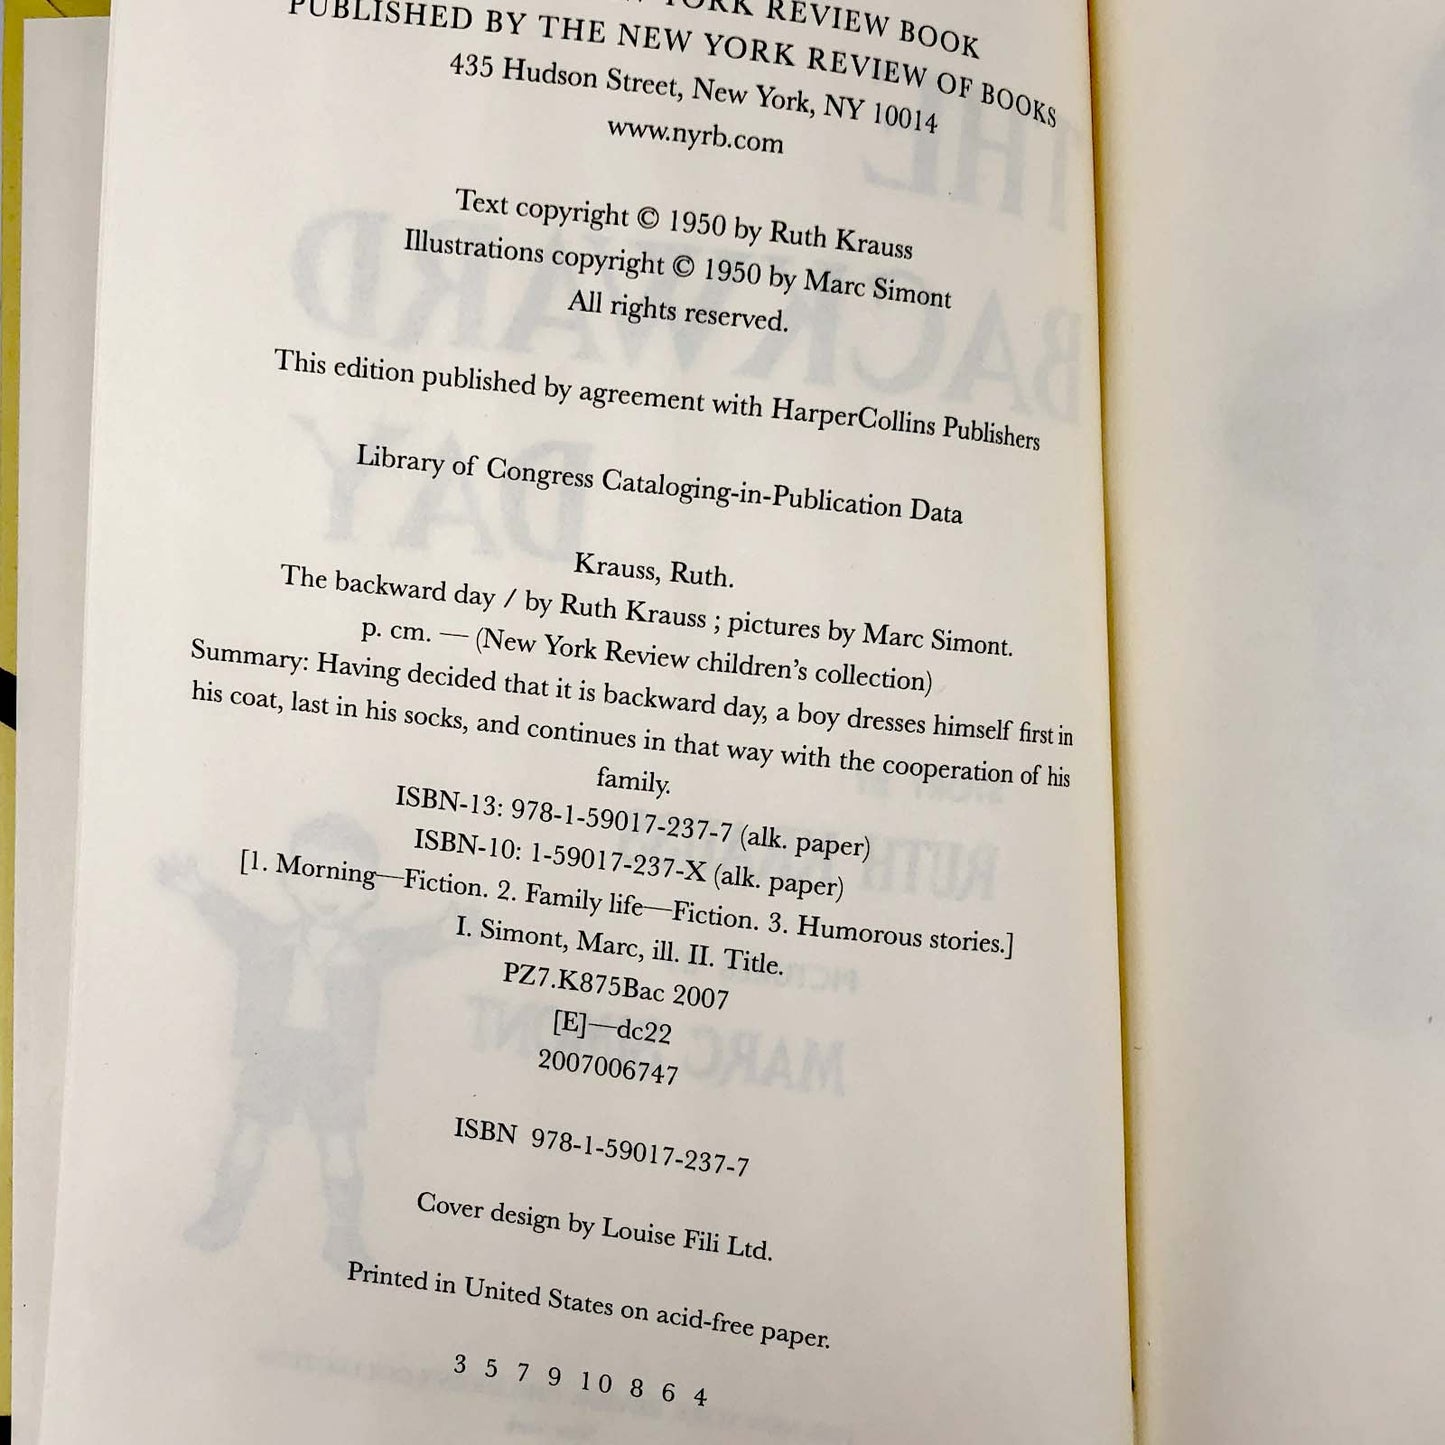 YORK REVIEW BOOK
PUBLISHED BY THE NEW YORK REVIEW OF BOOKS
435 Hudson Street, New York, NY 10014
www.nyrb.com
Text copyright © 1950 by Ruth Krauss
Illustrations copyright © 1950 by Marc Simont
All rights reserved.
This edition published by agreement with HarperCollins Publishers
Library of Congress Cataloging-in-Publication Data
Krauss, Ruth.
The backward day / by Ruth Krauss ; pictures by Marc Simont.
p. cm. — (New York Review children's collection)
Summary: Having decided that it is backward day, a boy dresses himself first in
his coat, last in his socks, and continues in that way with the cooperation of his
family.
ISBN-13: 978-1-59017-237-7 (alk. paper)
ISBN-10: 1-59017-237-X (alk. paper)
[1. Morning—Fiction. 2. Family life—Fiction. 3. Humorous stories.]
I. Simont, Marc, ill. II. Title.
PZ7.K875Bac 2007
[E]—dc22
2007006747
ISBN 978-1-59017-237-7
Cover design by Louise Fili Ltd.
Printed in United States on acid-free paper.
3 5 7 9 10 8 6 4